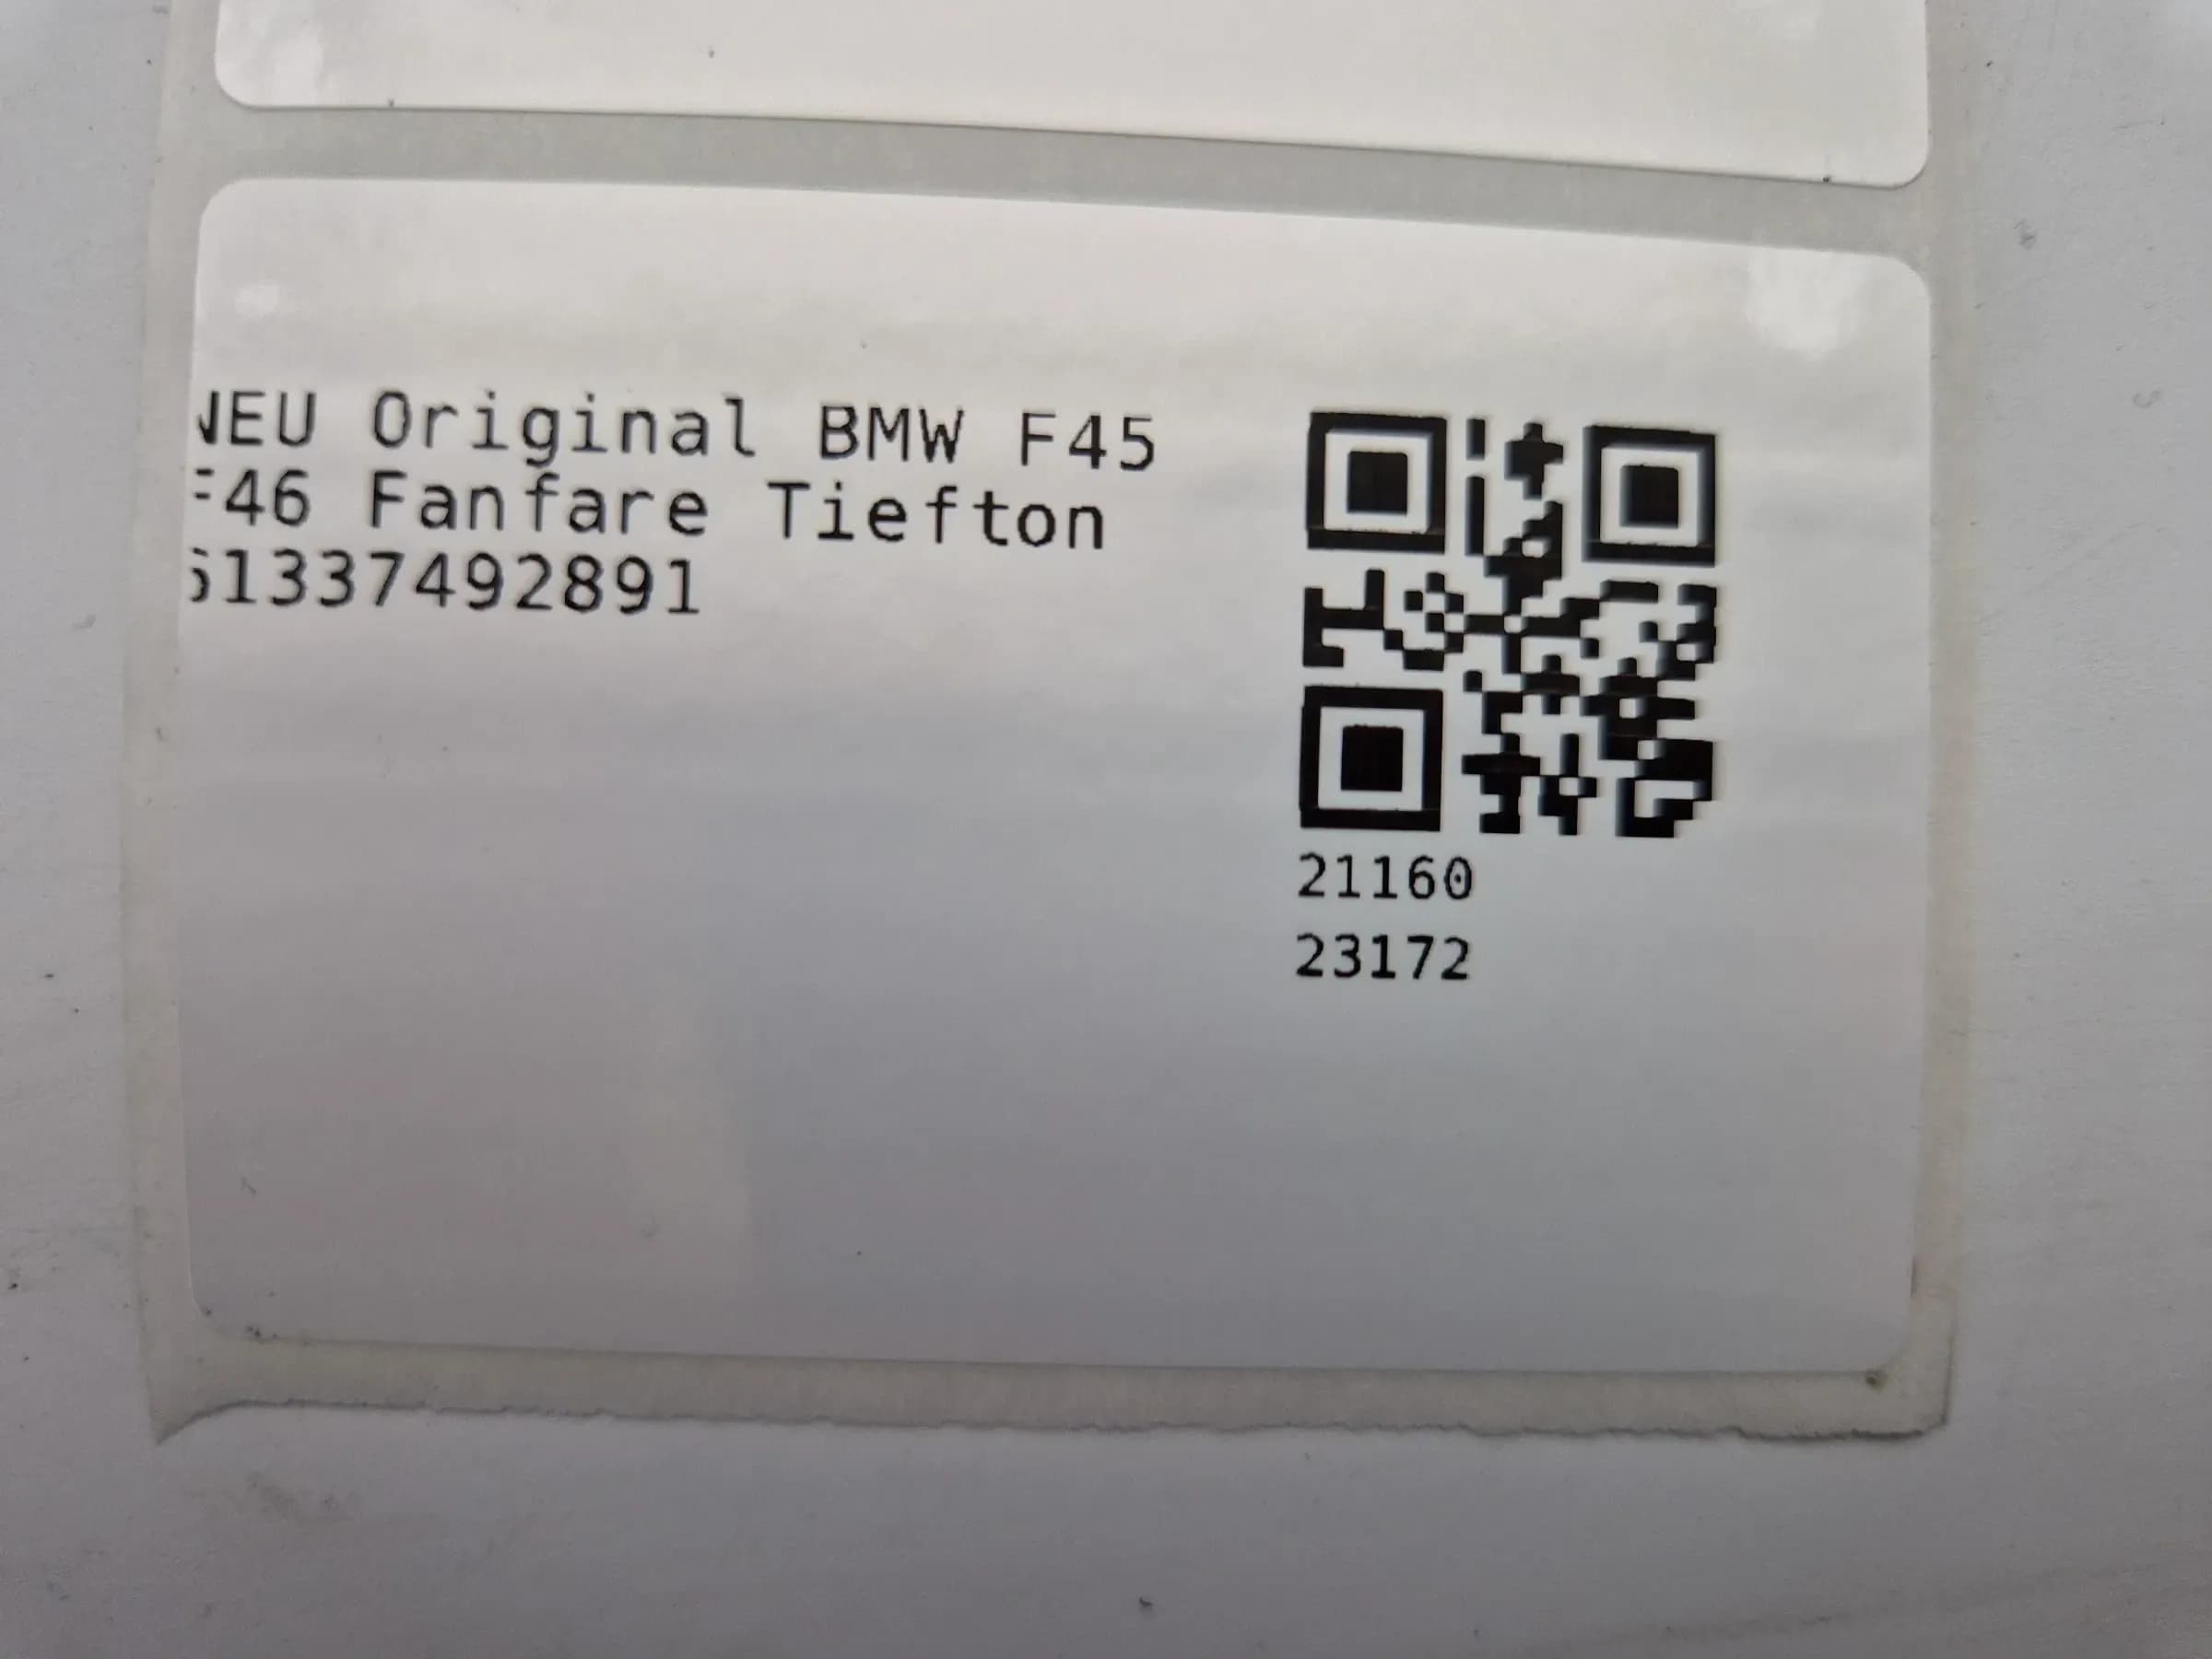 NEU Original BMW F45
F46 Fanfare Tiefton
61337492891
21160
23172